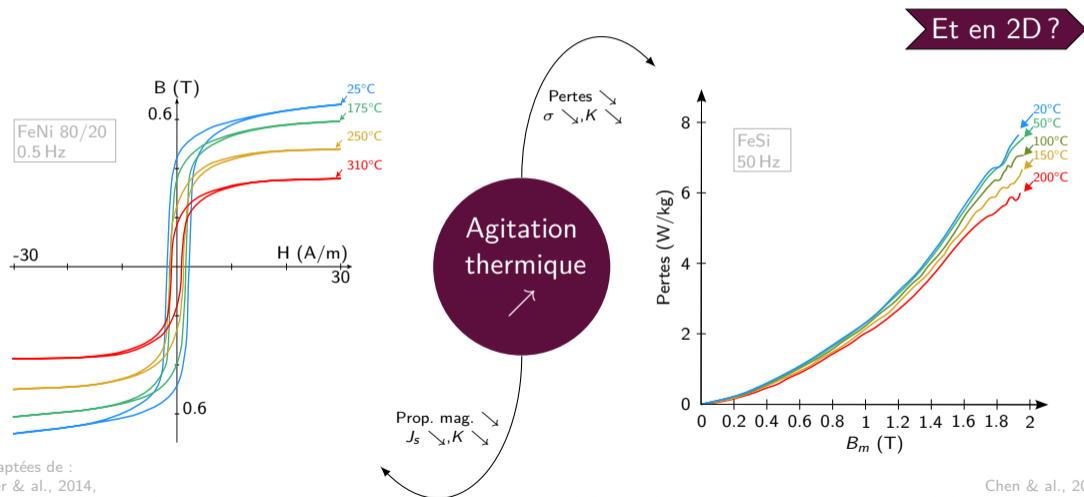 Et en 2D ?
B (T)
0.6
25°C
175°C
250°C
310°C
FeNi 80/20
0.5 Hz
-30
H (A/m)
30
0.6
Pertes ↘
σ ↘,K ↘
Agitation
thermique
↗
Prop. mag. ↘
Jₛ ↘,K ↘
FeSi
50 Hz
20°C
50°C
100°C
150°C
200°C
Pertes (W/kg)
8
6
4
2
0
0 0.2 0.4 0.6 0.8 1 1.2 1.4 1.6 1.8 2
Bₘ (T)
de :
& al., 2014,
Chen & al.,